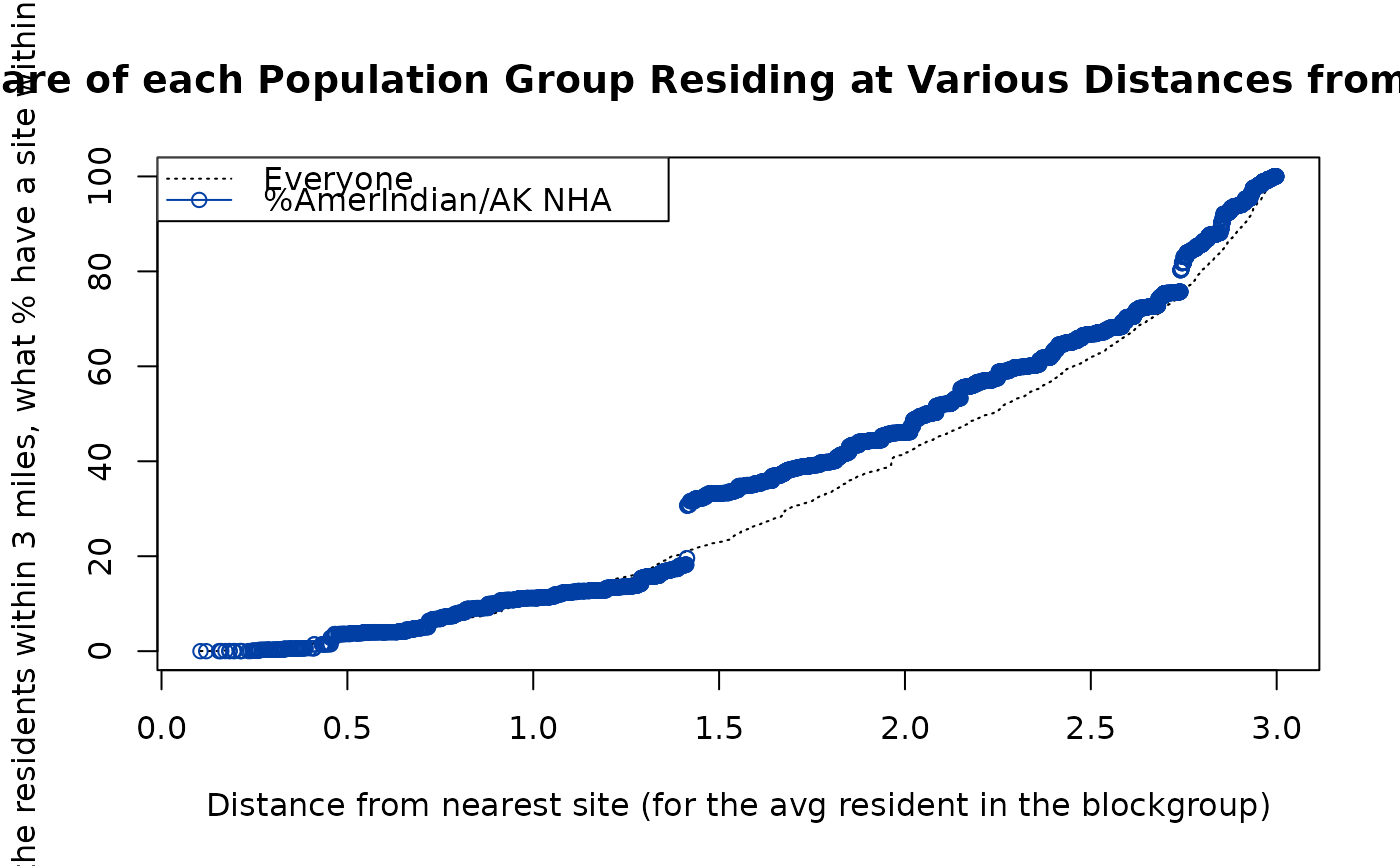 are of each Population Group Residing at Various Distances from
he residents within 3 miles, what % have a site within
Everyone
%AmerIndian/AK NHA
100
80
60
40
20
0
0.0 0.5 1.0 1.5 2.0 2.5 3.0
Distance from nearest site (for the avg resident in the blockgroup)